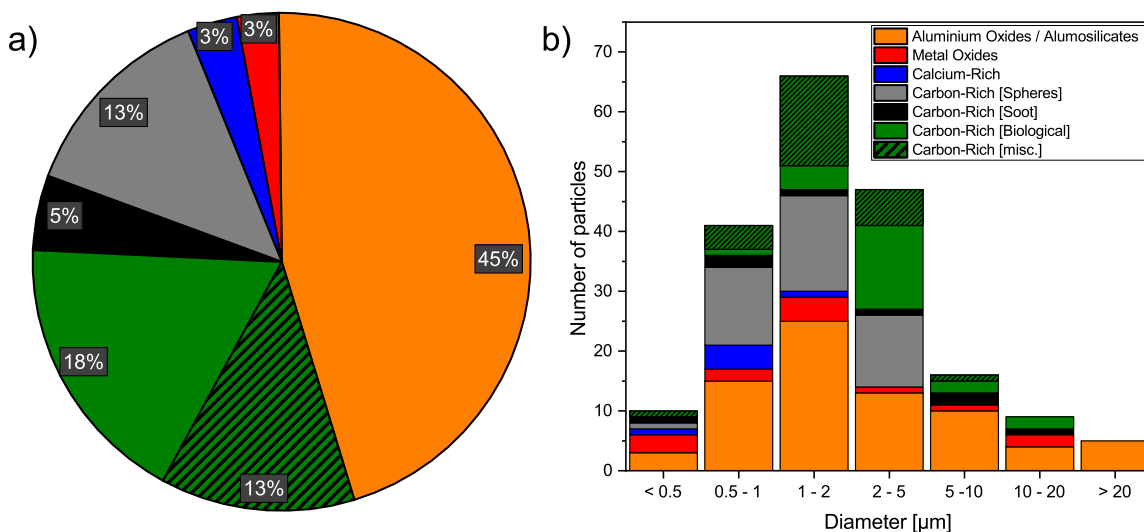 a)
3%
3%
13%
5%
45%
18%
13%
b)
Aluminium Oxides / Alumosilicates
Metal Oxides
Calcium-Rich
Carbon-Rich [Spheres]
Carbon-Rich [Soot]
Carbon-Rich [Biological]
Carbon-Rich [misc.]
Number of particles
70
60
50
40
30
20
10
0
< 0.5
0.5 - 1
1 - 2
2 - 5
5 -10
10 - 20
> 20
Diameter [µm]